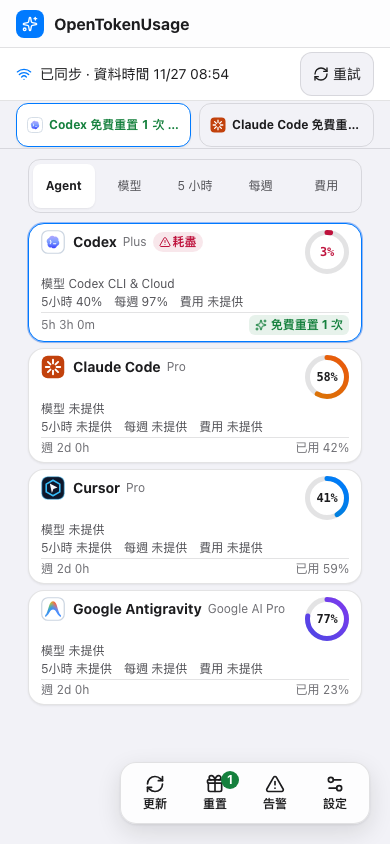 OpenTokenUsage
已同步 · 資料時間 11/27 08:54
重試
Codex 免費重置 1 次 ...
Claude Code 免費重...
Agent
模型
5 小時
每週
費用
Codex Plus 耗盡
3%
模型 Codex CLI & Cloud
5小時 40% 每週 97% 費用 未提供
5h 3h 0m
免費重置 1 次
Claude Code Pro
58%
模型 未提供
5小時 未提供 每週 未提供 費用 未提供
週 2d 0h
已用 42%
Cursor Pro
41%
模型 未提供
5小時 未提供 每週 未提供 費用 未提供
週 2d 0h
已用 59%
Google Antigravity Google AI Pro
77%
模型 未提供
5小時 未提供 每週 未提供 費用 未提供
週 2d 0h
已用 23%
1
更新
重置
告警
設定